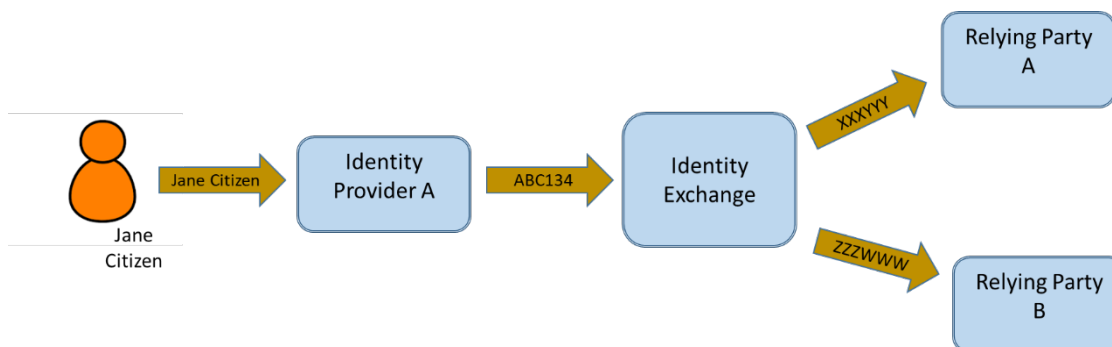 Jane
Citizen
Jane Citizen
Identity
Provider A
ABC134
Identity
Exchange
XXXYYY
Relying Party
A
ZZZWWW
Relying Party
B